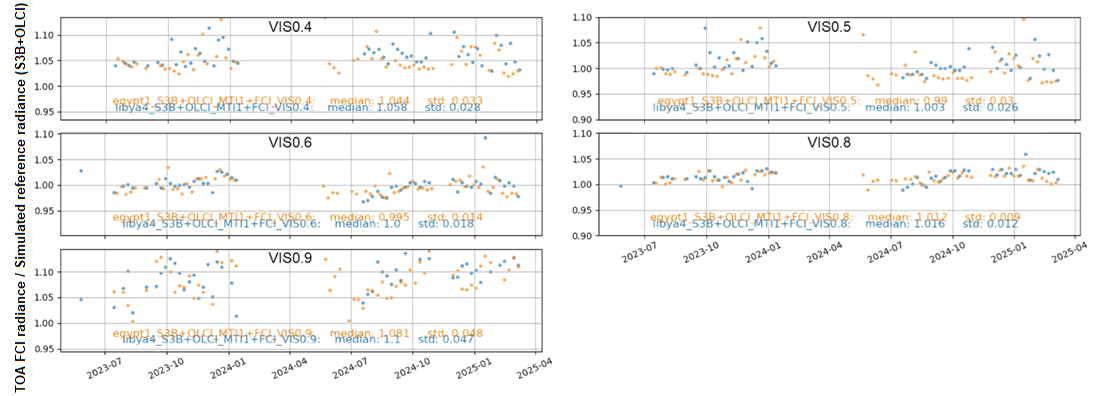 TOA FCI radiance / Simulated reference radiance (S3B+OLCI)
VIS0.4
1.10
1.05
1.00
0.95
egypt1_S3B+OLCI_MTI1+FCI_VIS0.4: median: 1.044 std: 0.033
libya4_S3B+OLCI_MTI1+FCI_VIS0.4: median: 1.058 std: 0.028
VIS0.5
1.10
1.05
1.00
0.95
0.90
egypt1_S3B+OLCI_MTI1+FCI_VIS0.5: median: 0.99 std: 0.03
libya4_S3B+OLCI_MTI1+FCI_VIS0.5: median: 1.003 std: 0.026
VIS0.6
1.10
1.05
1.00
0.95
egypt1_S3B+OLCI_MTI1+FCI_VIS0.6: median: 0.995 std: 0.014
libya4_S3B+OLCI_MTI1+FCI_VIS0.6: median: 1.0 std: 0.018
VIS0.8
1.10
1.05
1.00
0.95
0.90
egypt1_S3B+OLCI_MTI1+FCI_VIS0.8: median: 1.012 std: 0.009
libya4_S3B+OLCI_MTI1+FCI_VIS0.8: median: 1.016 std: 0.012
2023-07 2023-10 2024-01 2024-04 2024-07 2024-10 2025-01 2025-04
VIS0.9
1.10
1.05
1.00
0.95
egypt1_S3B+OLCI_MTI1+FCI_VIS0.9: median: 1.081 std: 0.048
libya4_S3B+OLCI_MTI1+FCI_VIS0.9: median: 1.1 std: 0.047
2023-07 2023-10 2024-01 2024-04 2024-07 2024-10 2025-01 2025-04